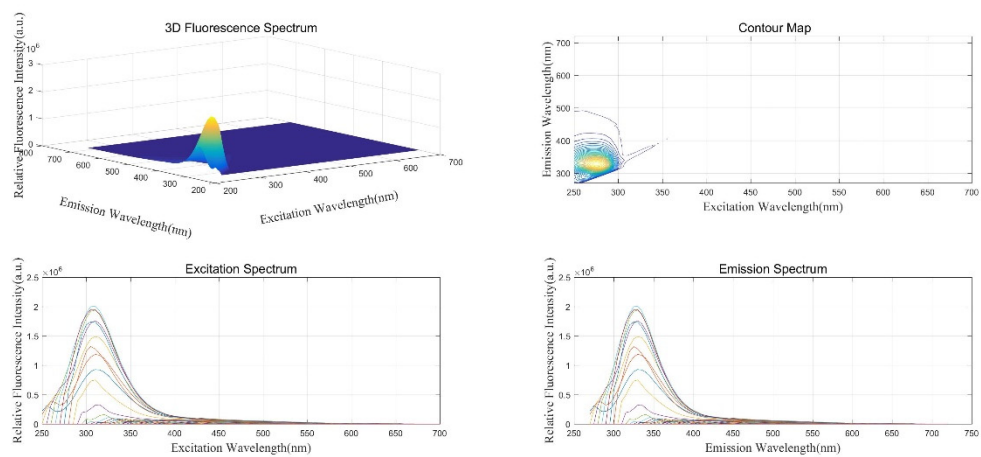 3D Fluorescence Spectrum
Relative Fluorescence Intensity(a.u.)
10^6
3
2
1
0
800
700
600
500
400
300
200
200
300
400
500
600
700
Emission Wavelength(nm)
Excitation Wavelength(nm)
Contour Map
Emission Wavelength(nm)
700
600
500
400
300
250 300 350 400 450 500 550 600 650 700
Excitation Wavelength(nm)
Excitation Spectrum
Relative Fluorescence Intensity(a.u.)
×10^6
2.5
2
1.5
1
0.5
0
250 300 350 400 450 500 550 600 650 700
Excitation Wavelength(nm)
Emission Spectrum
Relative Fluorescence Intensity(a.u.)
×10^6
2.5
2
1.5
1
0.5
0
250 300 350 400 450 500 550 600 650 700 750
Emission Wavelength(nm)